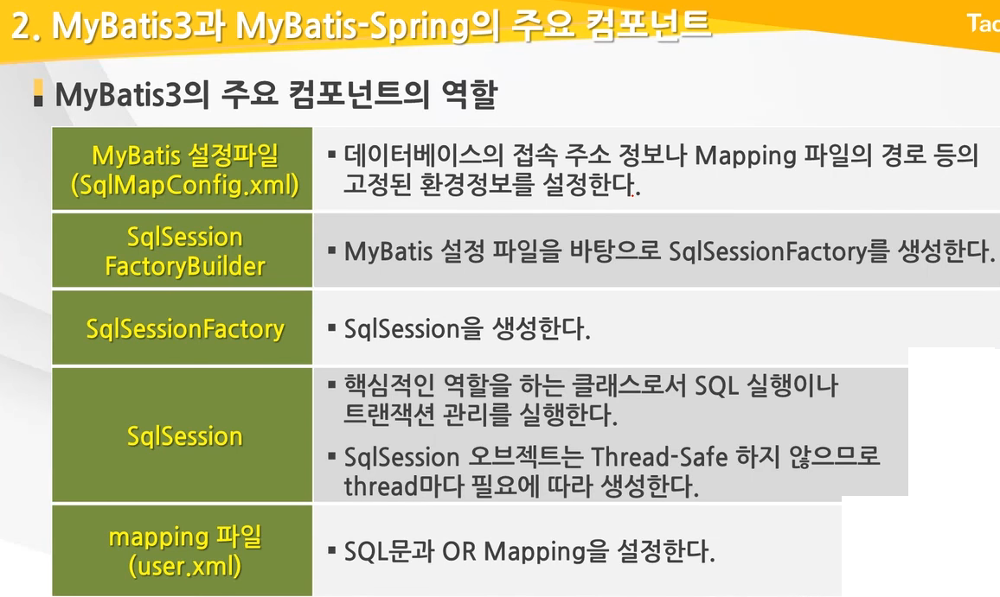 2. MyBatis3과 MyBatis-Spring의 주요 컴포넌트
MyBatis3의 주요 컴포넌트의 역할
MyBatis 설정파일
(SqlMapConfig.xml)
▪ 데이터베이스의 접속 주소 정보나 Mapping 파일의 경로 등의
고정된 환경정보를 설정한다.
SqlSession
FactoryBuilder
▪ MyBatis 설정 파일을 바탕으로 SqlSessionFactory를 생성한다.
SqlSessionFactory
▪ SqlSession을 생성한다.
SqlSession
▪ 핵심적인 역할을 하는 클래스로서 SQL 실행이나
트랜잭션 관리를 실행한다.
▪ SqlSession 오브젝트는 Thread-Safe 하지 않으므로
thread마다 필요에 따라 생성한다.
mapping 파일
(user.xml)
▪ SQL문과 OR Mapping을 설정한다.